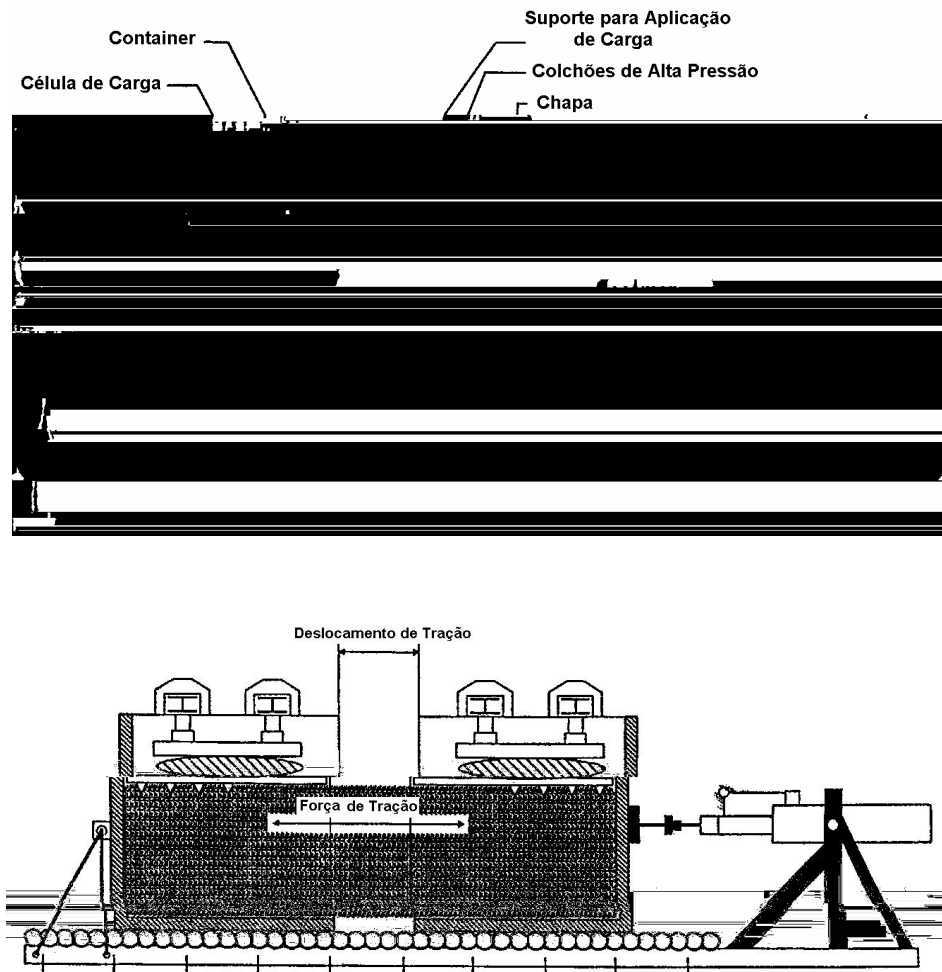 Suporte para Aplicação
de Carga
Container
Colchões de Alta Pressão
Célula de Carga
Chapa
Deslocamento de Tração
Força de Tração